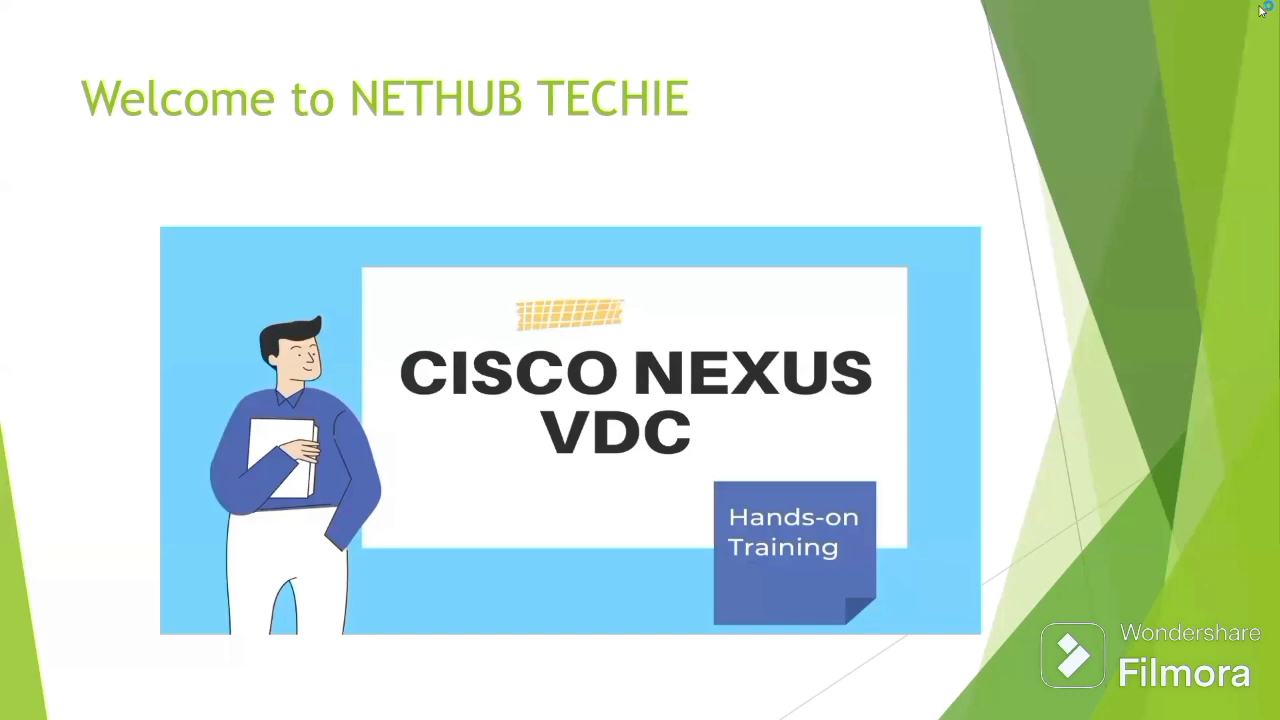 Welcome to NETHUB TECHIE
CISCO NEXUS
VDC
Hands-on
Training
Wondershare
Filmora